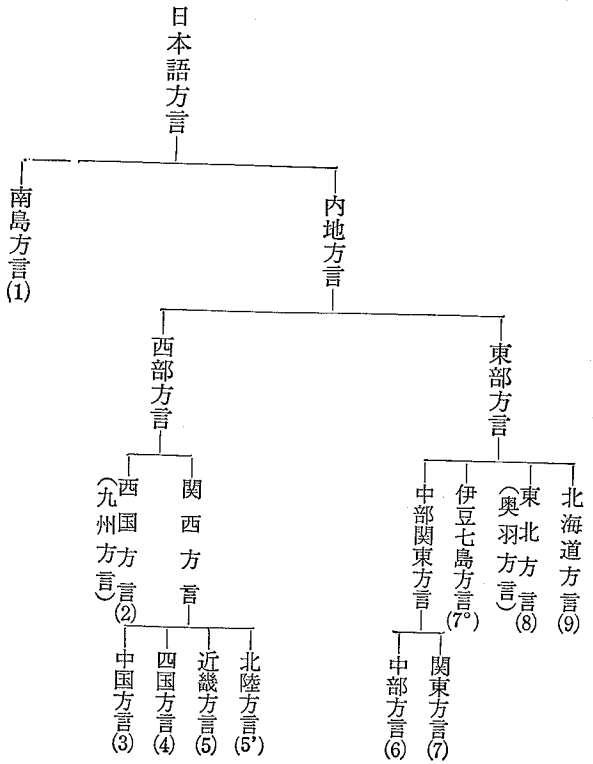 日本語方言
内地方言
南島方言(1)
東部方言
西部方言
北海道方言(9)
東北方言(8)
(奥羽方言)
伊豆七島方言(7°)
中部関東方言
関西方言
西国方言(2)
(九州方言)
関東方言(7)
中部方言(6)
北陸方言(5')
近畿方言(5)
四国方言(4)
中国方言(3)